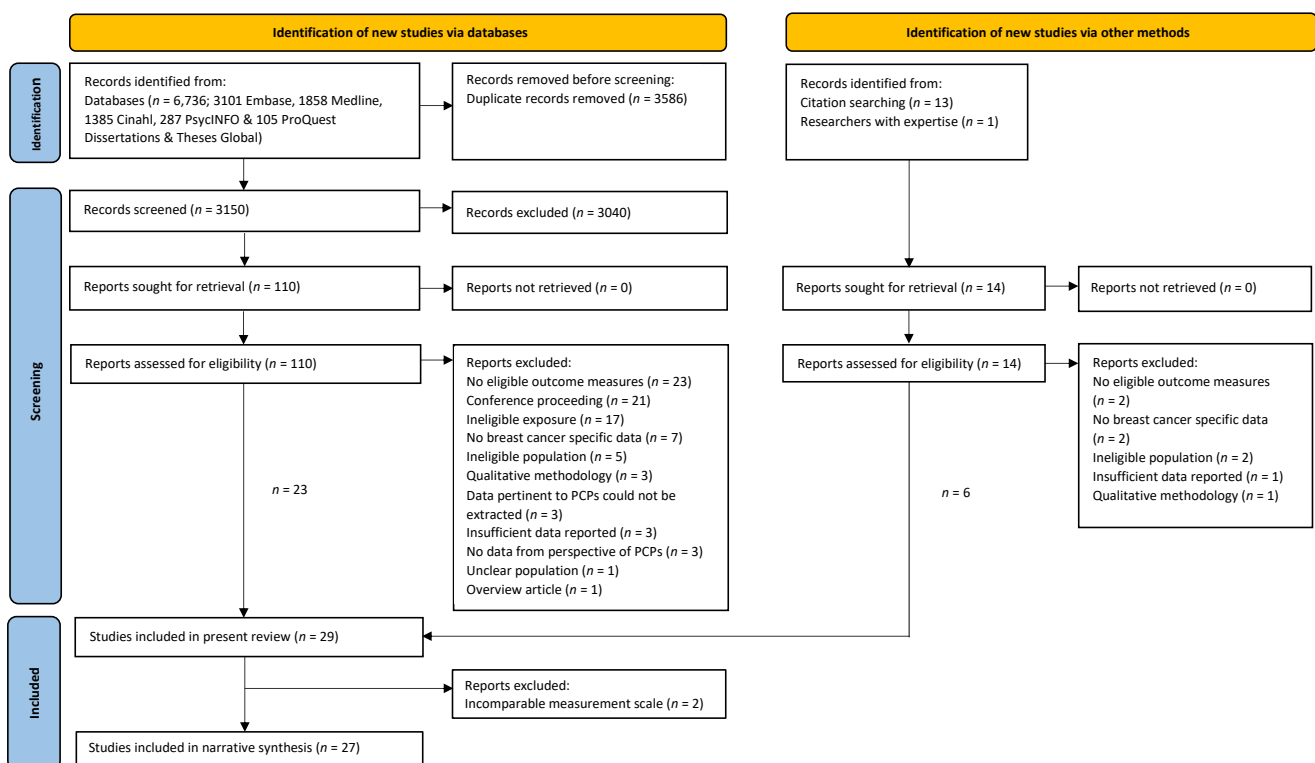 Identification of new studies via databases
Identification of new studies via other methods
Identification
Records identified from:
Databases (n = 6,736; 3101 Embase, 1858 Medline,
1385 Cinahl, 287 PsycINFO & 105 ProQuest
Dissertations & Theses Global)
Records removed before screening:
Duplicate records removed (n = 3586)
Records identified from:
Citation searching (n = 13)
Researchers with expertise (n = 1)
Screening
Records screened (n = 3150)
Records excluded (n = 3040)
Reports sought for retrieval (n = 110)
Reports not retrieved (n = 0)
Reports sought for retrieval (n = 14)
Reports not retrieved (n = 0)
Reports assessed for eligibility (n = 110)
Reports excluded:
No eligible outcome measures (n = 23)
Conference proceeding (n = 21)
Ineligible exposure (n = 17)
No breast cancer specific data (n = 7)
Ineligible population (n = 5)
Qualitative methodology (n = 3)
Data pertinent to PCPs could not be
extracted (n = 3)
Insufficient data reported (n = 3)
No data from perspective of PCPs (n = 3)
Unclear population (n = 1)
Overview article (n = 1)
Reports assessed for eligibility (n = 14)
Reports excluded:
No eligible outcome measures
(n = 2)
No breast cancer specific data
(n = 2)
Ineligible population (n = 2)
Insufficient data reported (n = 1)
Qualitative methodology (n = 1)
n = 23
n = 6
Included
Studies included in present review (n = 29)
Reports excluded:
Incomparable measurement scale (n = 2)
Studies included in narrative synthesis (n = 27)